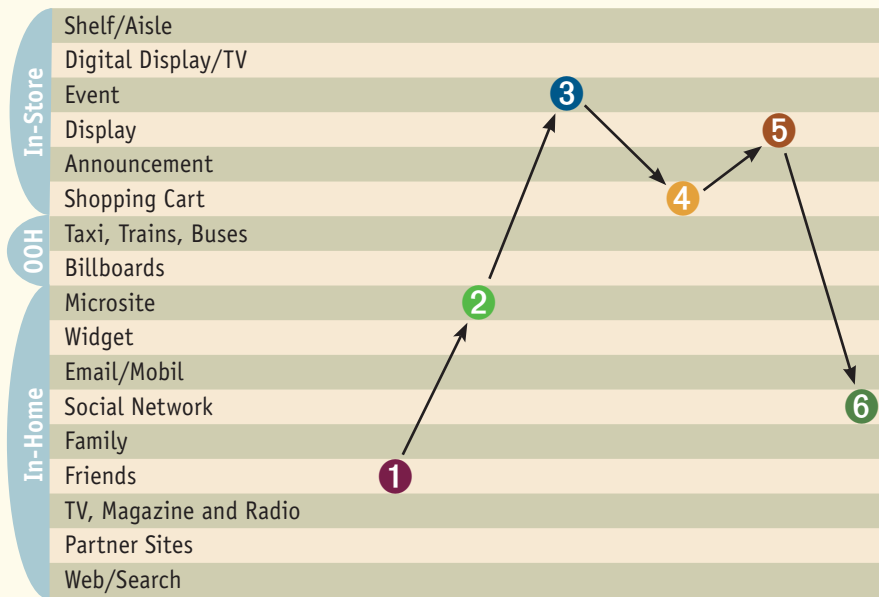 In-Store
Shelf/Aisle
Digital Display/TV
Event
Display
Announcement
Shopping Cart
OOH
Taxi, Trains, Buses
Billboards
In-Home
Microsite
Widget
Email/Mobil
Social Network
Family
Friends
TV, Magazine and Radio
Partner Sites
Web/Search
1
2
3
4
5
6